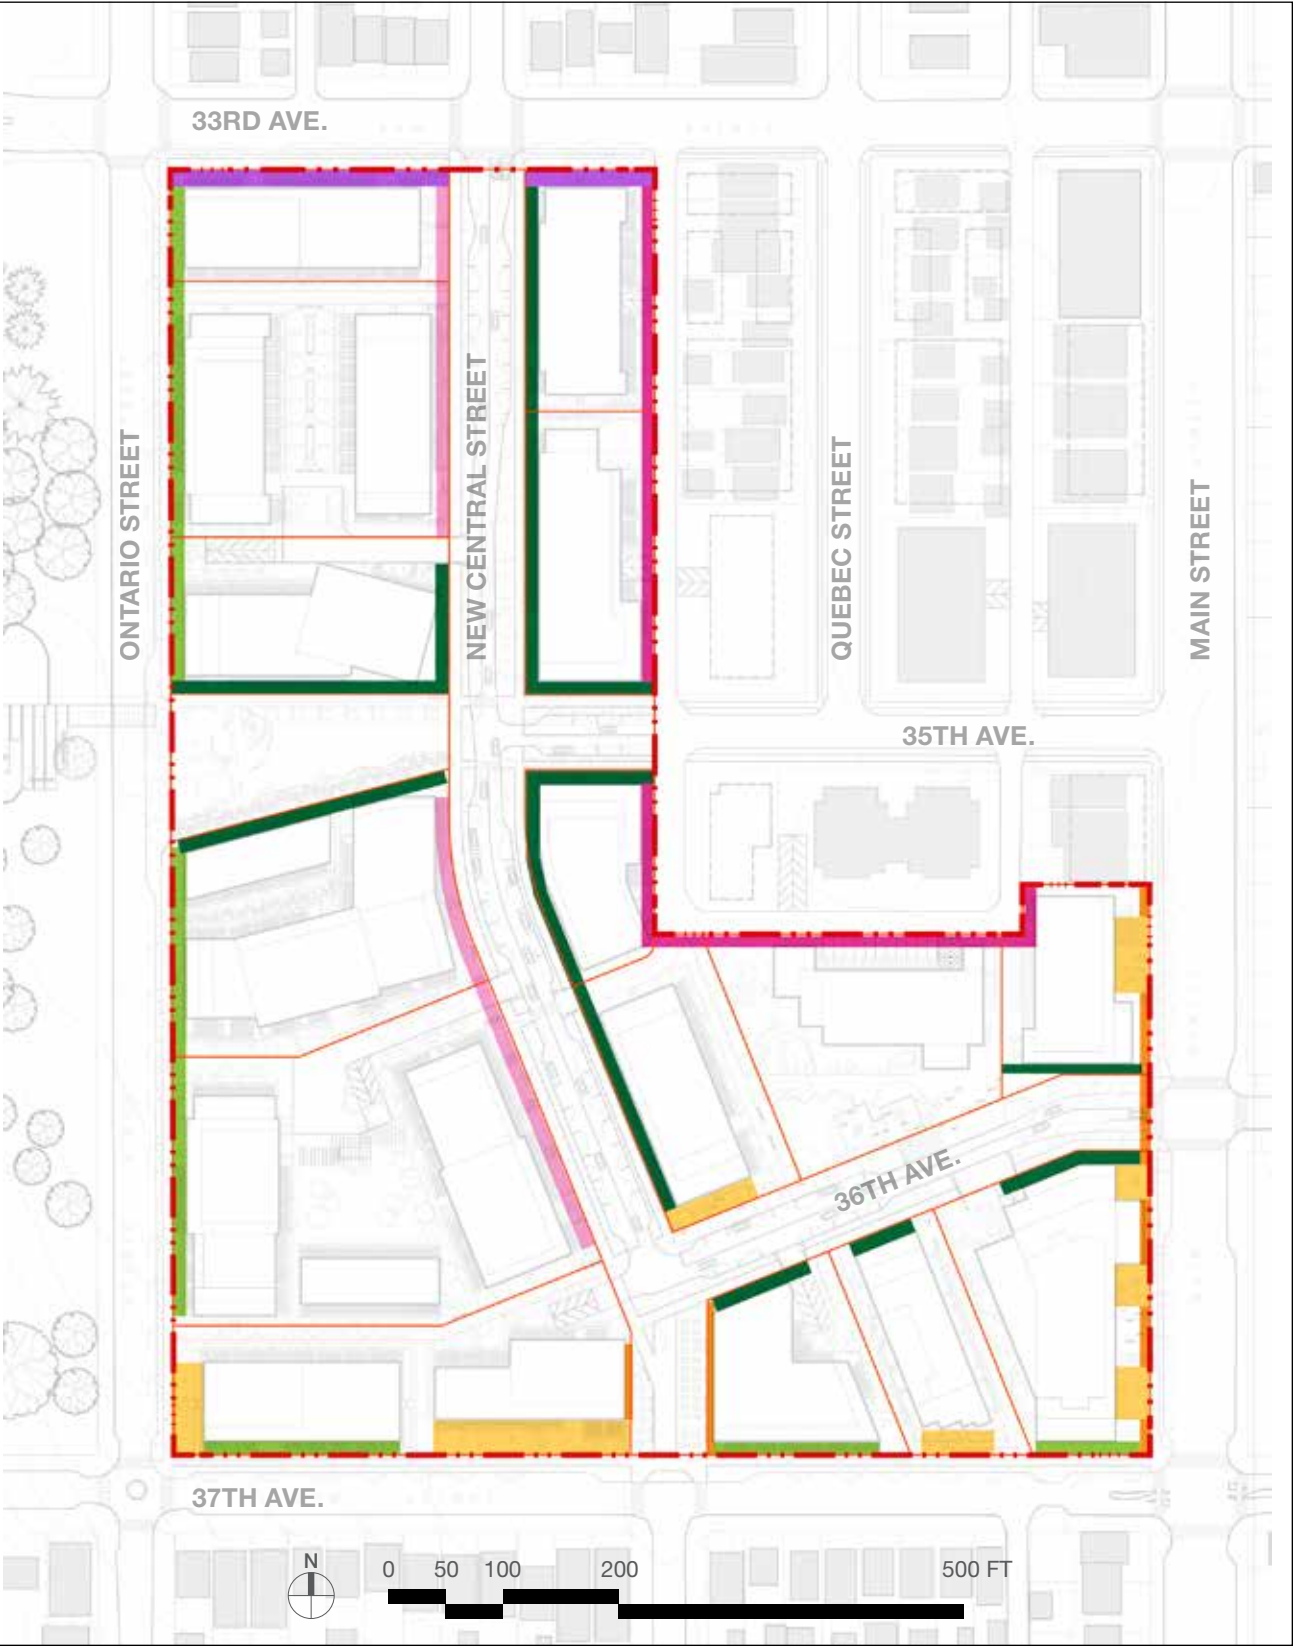 33RD AVE.
NEW CENTRAL STREET
ONTARIO STREET
QUEBEC STREET
MAIN STREET
35TH AVE.
36TH AVE.
37TH AVE.
N
0 50 100 200 500 FT